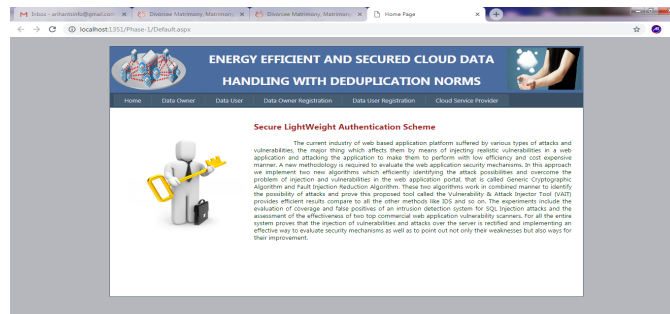 Inbox - ariharisinfo@gmail.com
Divorcee Matrimony, Matrimany,
Divorcee Matrimony, Matrimany,
Home Page
localhost:1351/Phase-1/Default.aspx
ENERGY EFFICIENT AND SECURED CLOUD DATA
HANDLING WITH DEDUPLICATION NORMS
Home Data Owner Data User Data Owner Registration Data User Registration Cloud Service Provider
Secure LightWeight Authentication Scheme
The current industry of web based application platform suffered by various types of attacks and
vulnerabilities, the major thing which affects them by means of injecting realistic vulnerabilities in a web
application and attacking the application to make them to perform with low efficiency and cost expensive
manner. A new methodology is required to evaluate the web application security mechanisms. In this approach
we implement two new algorithms which efficiently identifying the attack possibilities and overcome the
problem of injection and vulnerabilities in the web application portal, that is called Generic Cryptographic
Algorithm and Fault Injection Reduction Algorithm. These two algorithms work in combined manner to identify
the possibility of attacks and prove this proposed tool called the Vulnerability & Attack Injector Tool (VAIT)
provides efficient results compare to all the other methods like IDS and so on. The experiments include the
evaluation of coverage and false positives of an intrusion detection system for SQL Injection attacks and the
assessment of the effectiveness of two top commercial web application vulnerability scanners. For all the entire
system proves that the injection of vulnerabilities and attacks over the server is rectified and implementing an
effective way to evaluate security mechanisms as well as to point out not only their weaknesses but also ways for
their improvement.